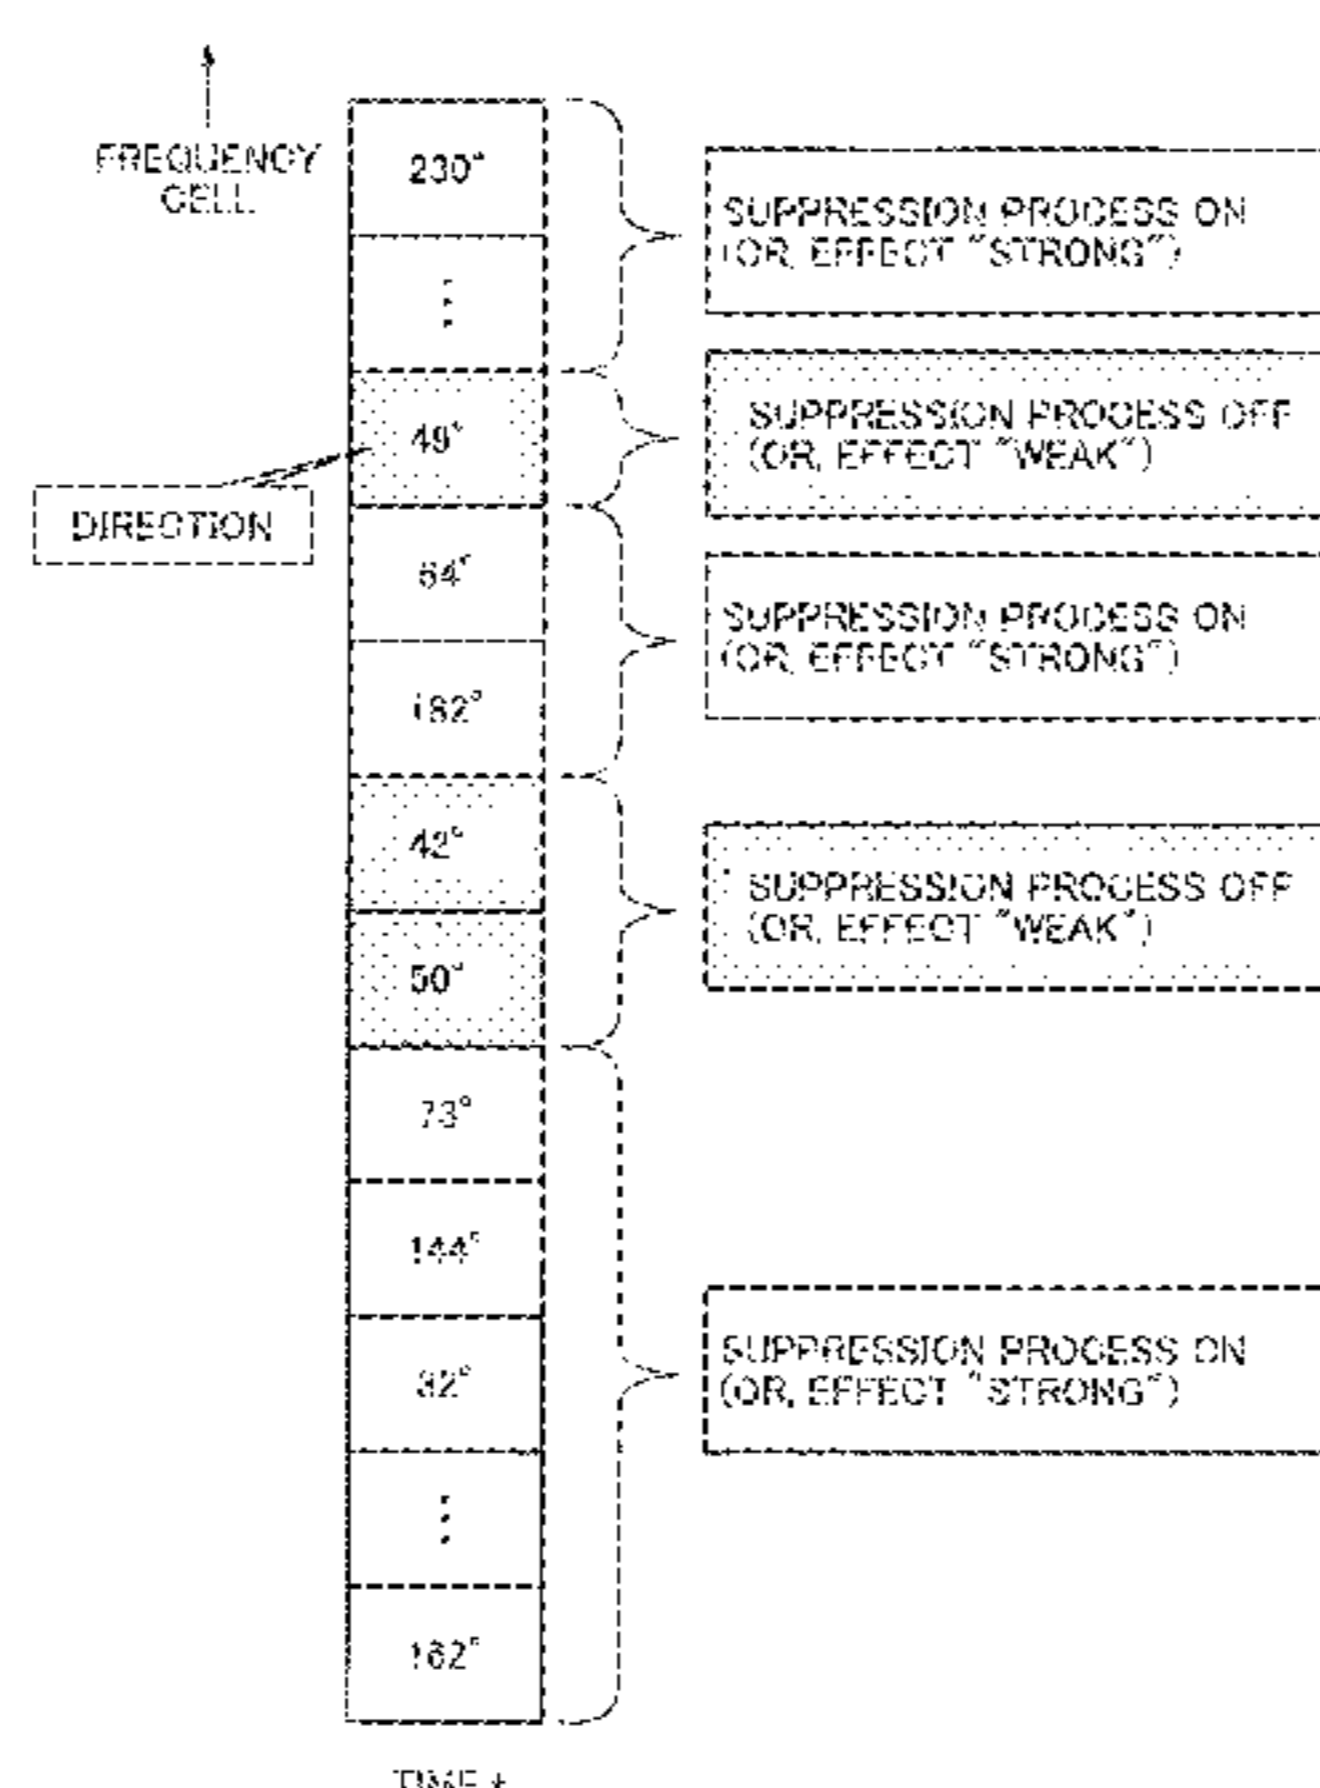 FREQUENCY
CELL
230°
SUPPRESSION PROCESS ON
(OR, EFFECT "STRONG")
49°
SUPPRESSION PROCESS OFF
(OR, EFFECT "WEAK")
DIRECTION
64°
SUPPRESSION PROCESS ON
(OR, EFFECT "STRONG")
182°
42°
SUPPRESSION PROCESS OFF
(OR, EFFECT "WEAK")
50°
73°
144°
SUPPRESSION PROCESS ON
(OR, EFFECT "STRONG")
32°
162°
TIME t